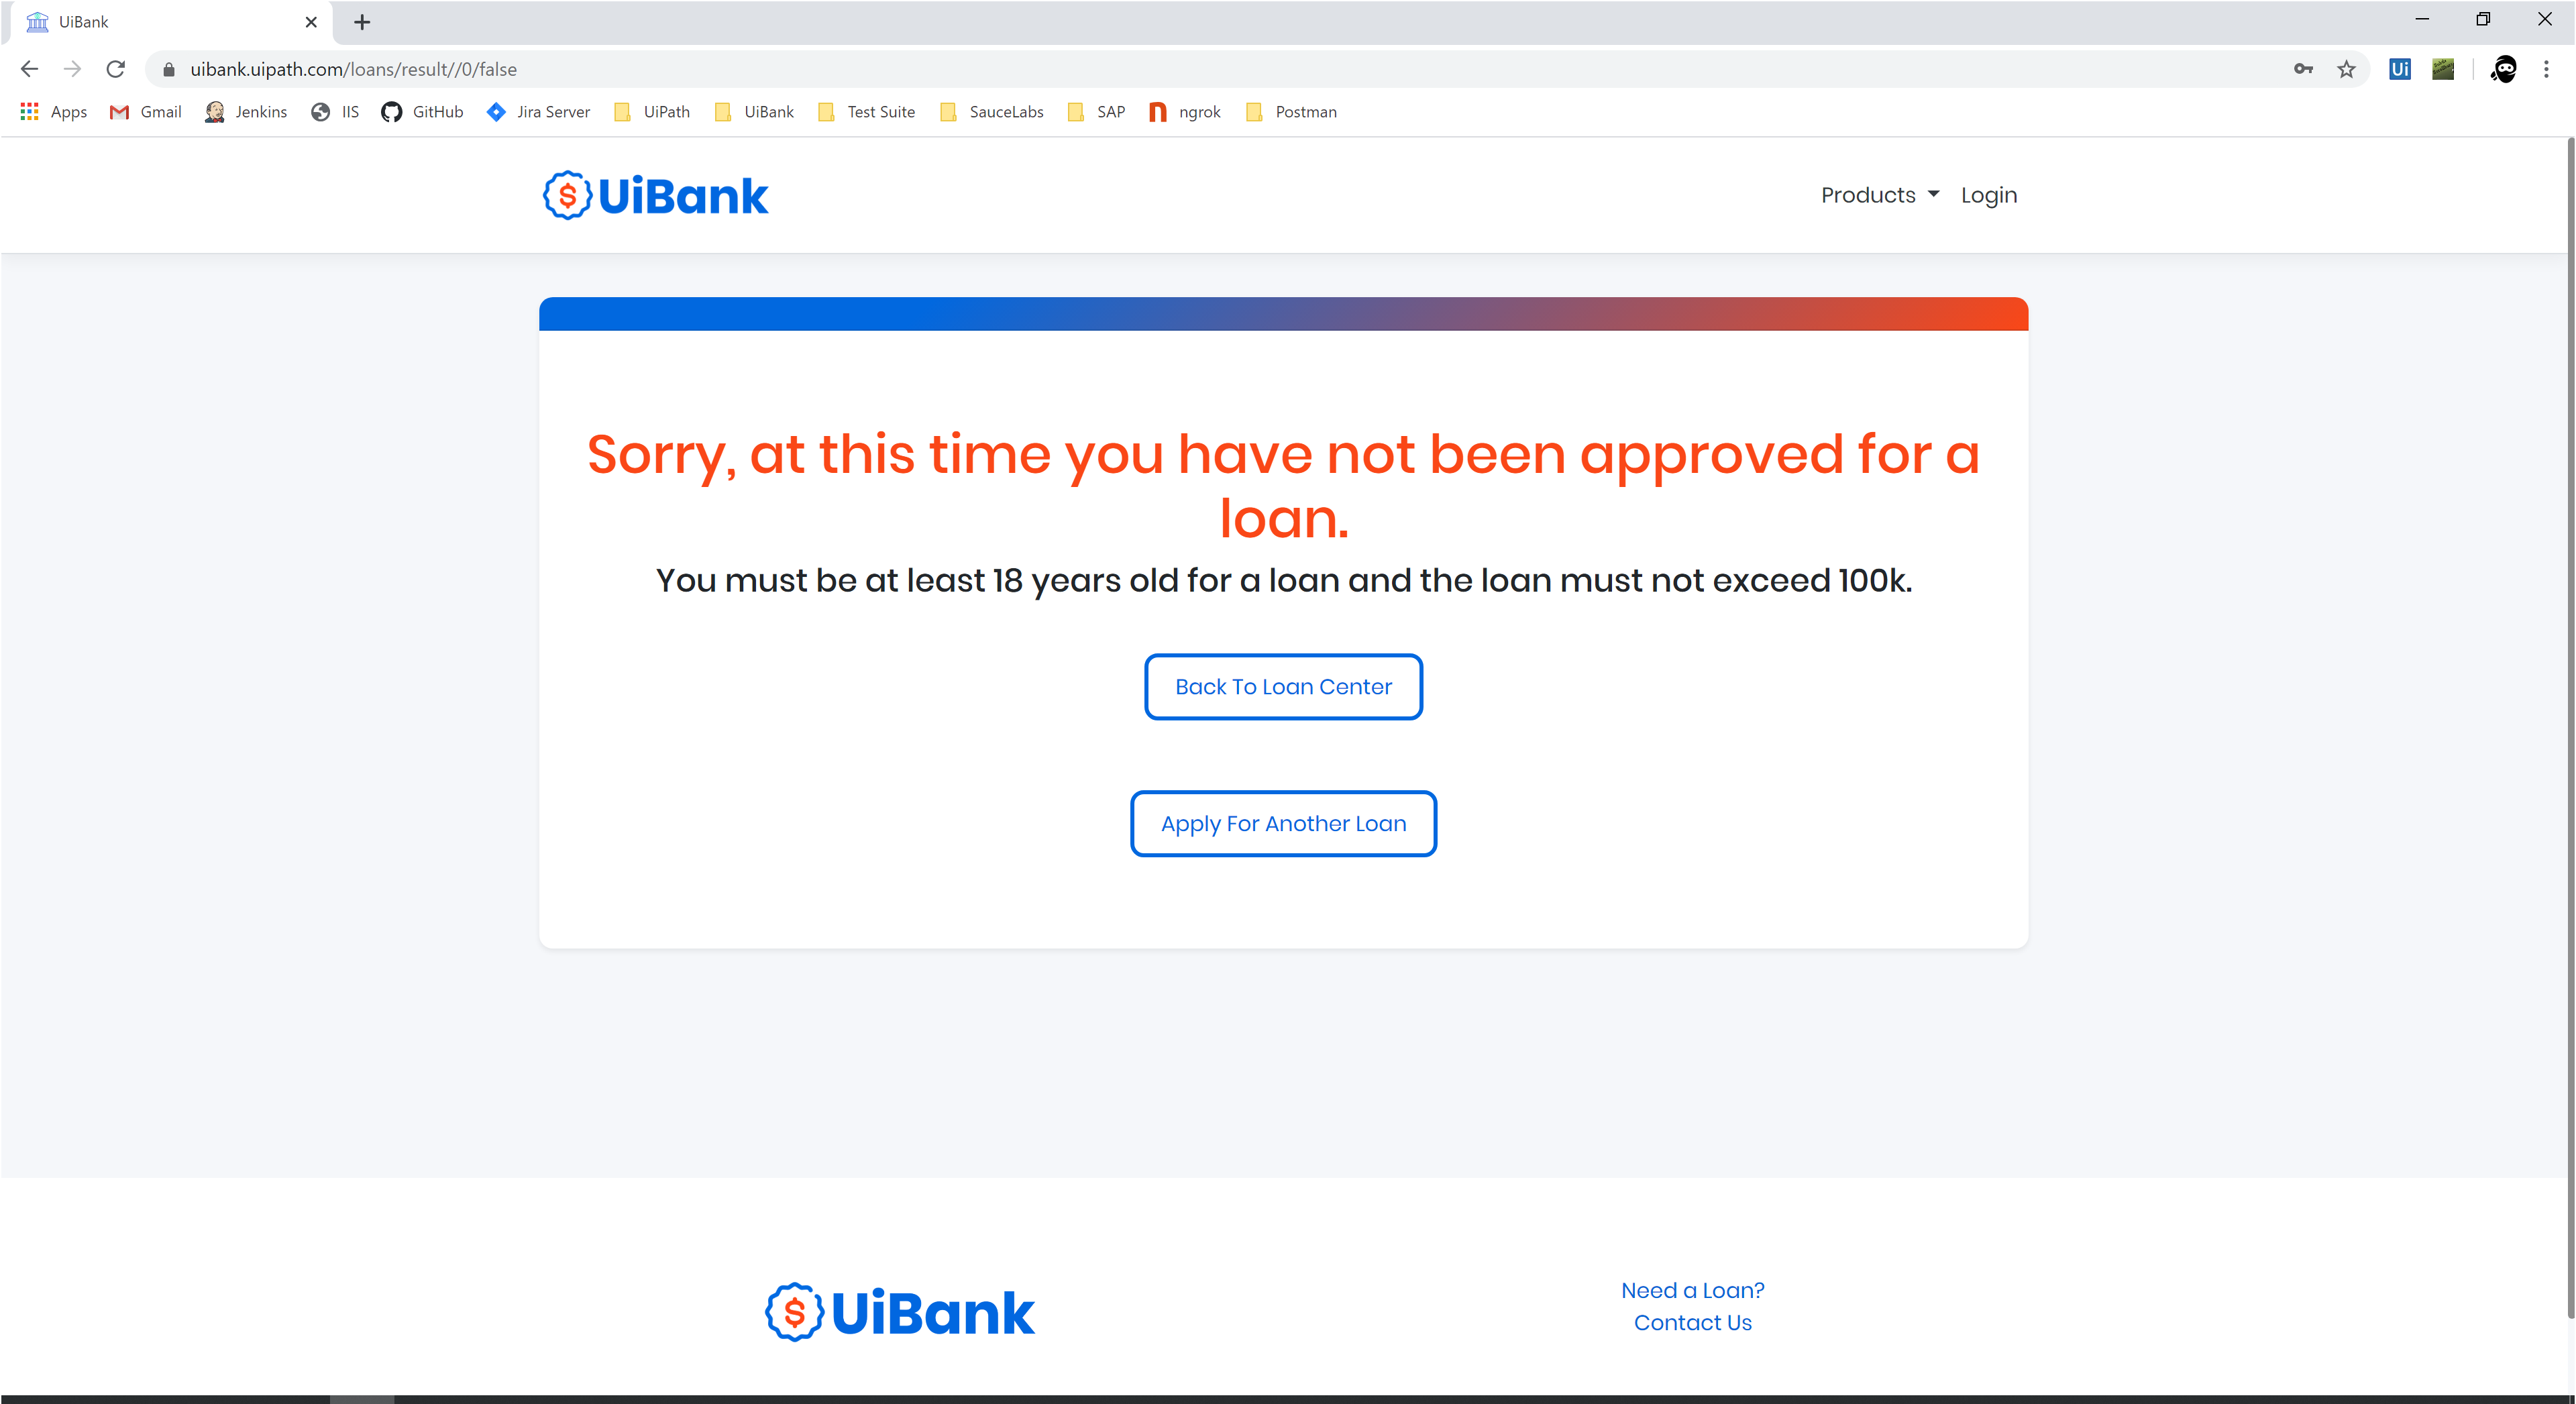 UiBank
uibank.uipath.com/loans/result//0/false
Ui
Apps Gmail Jenkins IIS GitHub Jira Server UiPath UiBank Test Suite SauceLabs SAP ngrok Postman
$ UiBank
Products Login
Sorry, at this time you have not been approved for a
loan.
You must be at least 18 years old for a loan and the loan must not exceed 100k.
Back To Loan Center
Apply For Another Loan
$ UiBank
Need a Loan?
Contact Us